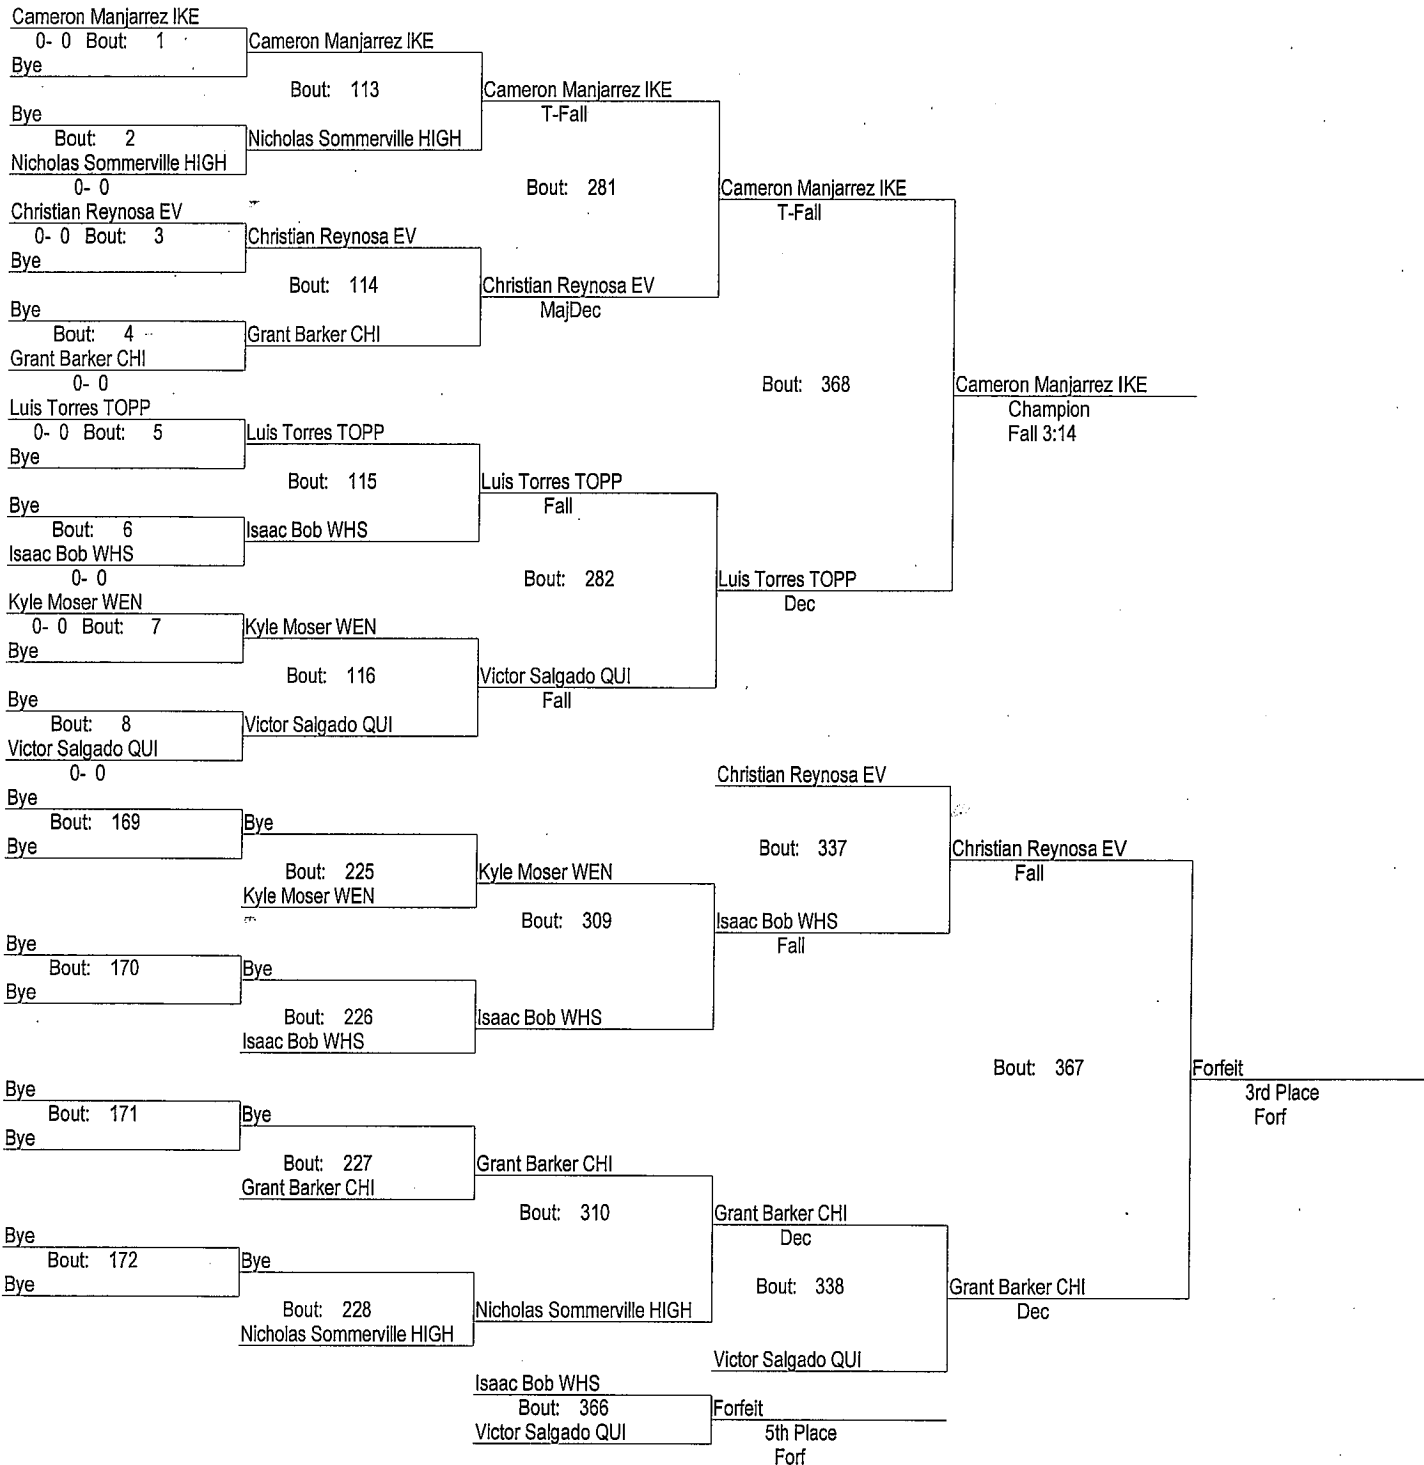 Cameron Manjarrez IKE
0- 0 Bout: 1
Cameron Manjarrez IKE
Bye
Bout: 113
Cameron Manjarrez IKE
T-Fall
Bye
Bout: 2
Nicholas Sommerville HIGH
Nicholas Sommerville HIGH
0- 0
Bout: 281
Cameron Manjarrez IKE
T-Fall
Christian Reynosa EV
0- 0 Bout: 3
Christian Reynosa EV
Bye
Bout: 114
Christian Reynosa EV
MajDec
Bye
Bout: 4
Grant Barker CHI
Grant Barker CHI
0- 0
Bout: 368
Cameron Manjarrez IKE
Champion
Fall 3:14
Luis Torres TOPP
0- 0 Bout: 5
Luis Torres TOPP
Bye
Bout: 115
Luis Torres TOPP
Fall
Bye
Bout: 6
Isaac Bob WHS
Isaac Bob WHS
0- 0
Bout: 282
Luis Torres TOPP
Dec
Kyle Moser WEN
0- 0 Bout: 7
Kyle Moser WEN
Bye
Bout: 116
Victor Salgado QUI
Fall
Bye
Bout: 8
Victor Salgado QUI
Victor Salgado QUI
0- 0
Christian Reynosa EV
Bye
Bout: 169
Bye
Bye
Bout: 337
Christian Reynosa EV
Fall
Bout: 225
Kyle Moser WEN
Kyle Moser WEN
Bout: 309
Isaac Bob WHS
Fall
Bye
Bout: 170
Bye
Bye
Bout: 226
Isaac Bob WHS
Isaac Bob WHS
Bout: 367
Forfeit
3rd Place
Forf
Bye
Bout: 171
Bye
Bye
Bout: 227
Grant Barker CHI
Grant Barker CHI
Bout: 310
Grant Barker CHI
Dec
Bye
Bout: 172
Bye
Bye
Bout: 338
Grant Barker CHI
Dec
Bout: 228
Nicholas Sommerville HIGH
Nicholas Sommerville HIGH
Victor Salgado QUI
Isaac Bob WHS
Bout: 366
Forfeit
Victor Salgado QUI
5th Place
Forf